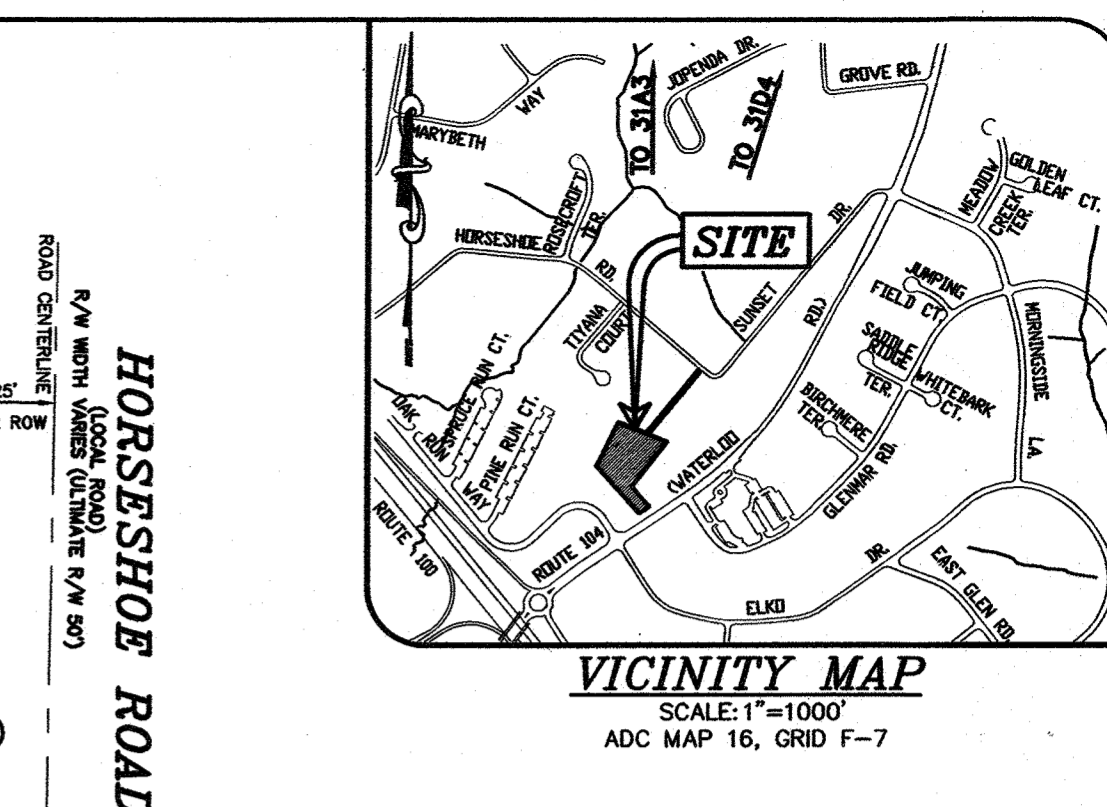 ROAD CENTERLINE
R/W WIDTH VARIES (ULTIMATE R/W 50')
(LOCAL ROAD)
HORSESHOE ROAD
25'
ROW
MARYBETH
WAY
TO 31A3
JOPENDA DR.
TO 31D4
GROVE RD.
GOLDEN
LEAF CT.
MEADOW
CREEK
TER.
ROSECROFT
TER.
HORSESHOE
RD.
SITE
SUNSET
DR.
TIYANA
COURT
RD.)
JUMPING
FIELD CT.
SADDLE
RIDGE
TER.
WHITEBARK
CT.
MORNINGSIDE
LA.
BIRCHMERE
TER.
GLENMAR RD.
OAK
RUN
WAY
SPRUCE RUN CT.
PINE RUN CT.
(WATERLOO
ROUTE 104
ROUTE 100
ELKO
DR.
EAST GLEN RD.
VICINITY MAP
SCALE: 1"=1000'
ADC MAP 16, GRID F-7